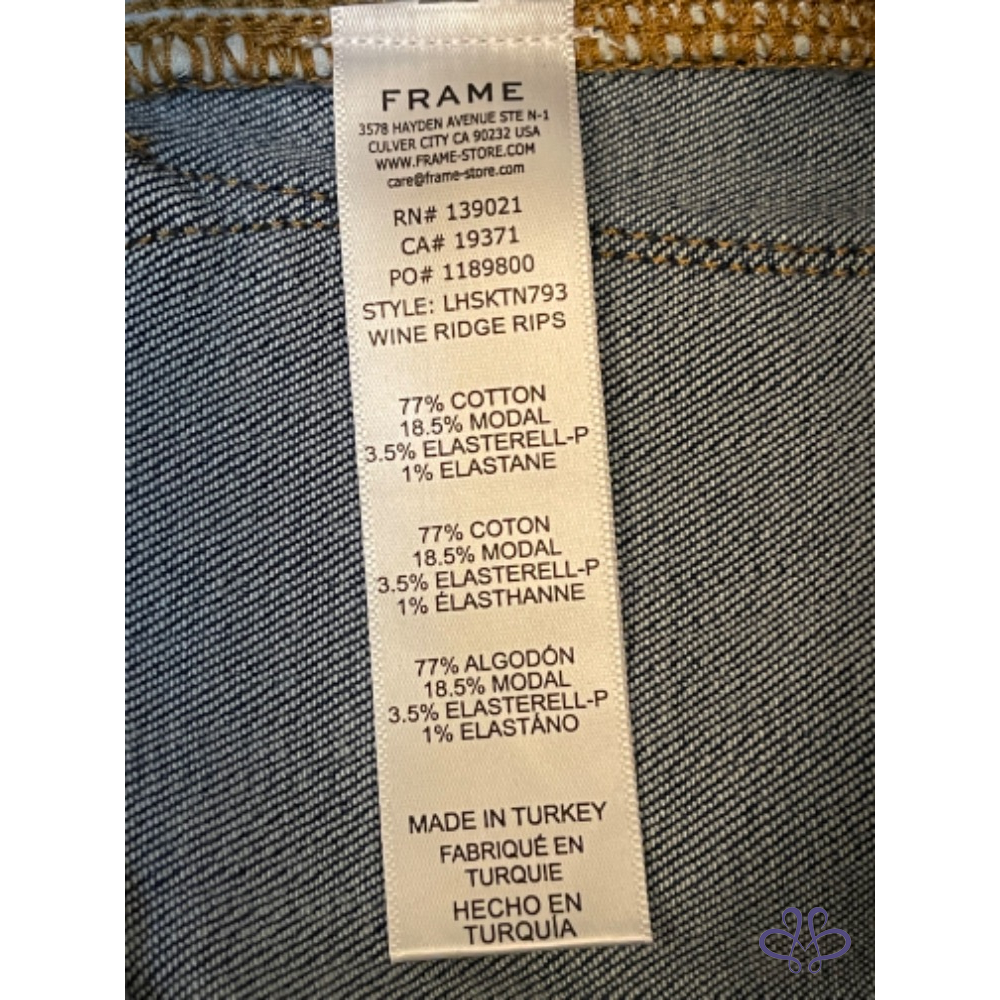 FRAME
3578 HAYDEN AVENUE STE N-1
CULVER CITY CA 90232 USA
WWW.FRAME-STORE.COM
care@frame-store.com
RN# 139021
CA# 19371
PO# 1189800
STYLE: LHSKTN793
WINE RIDGE RIPS
77% COTTON
18.5% MODAL
3.5% ELASTERELL-P
1% ELASTANE
77% COTON
18.5% MODAL
3.5% ELASTERELL-P
1% ÉLASTHANNE
77% ALGODÓN
18.5% MODAL
3.5% ELASTERELL-P
1% ELASTÁNO
MADE IN TURKEY
FABRIQUÉ EN
TURQUIE
HECHO EN
TURQUÍA